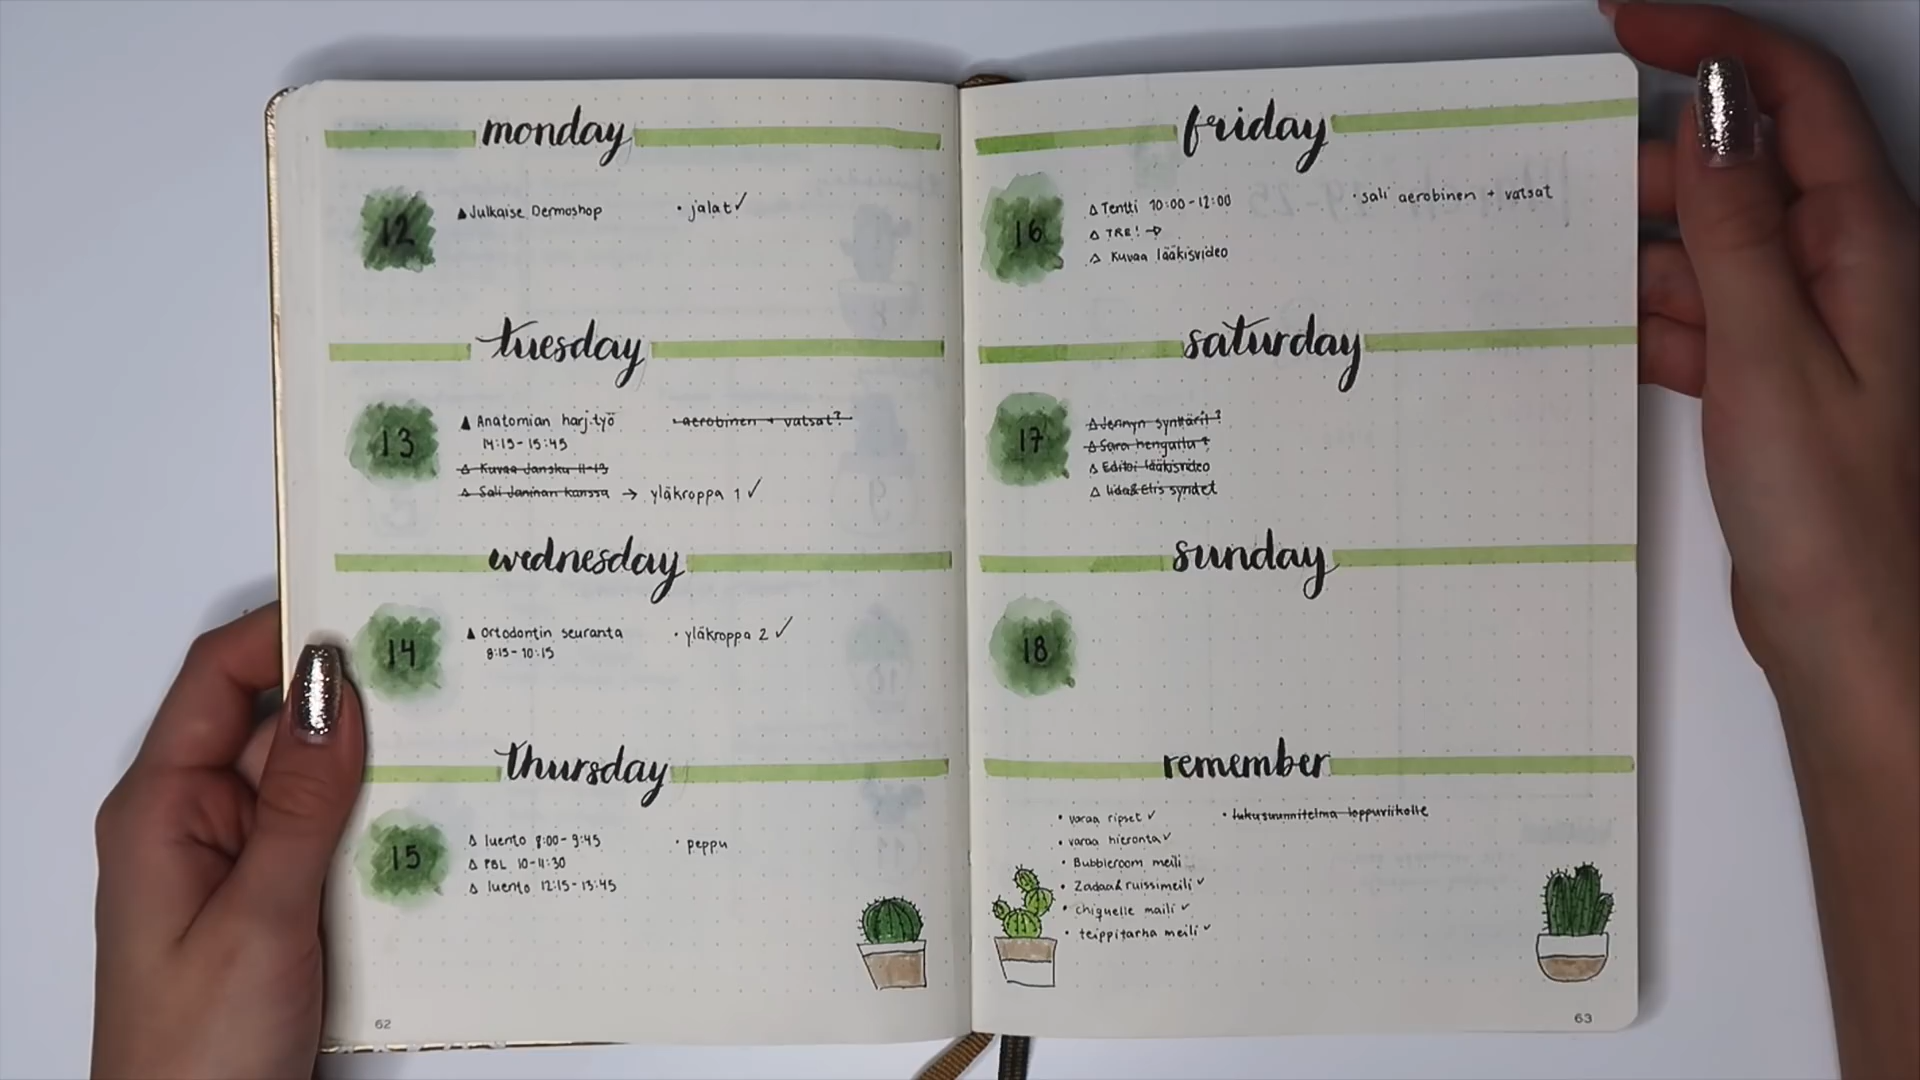 monday
12
▲ Julkaise Dermoshop
• jalat ✓
tuesday
13
▲ Anatomian harj.työ
14:15 - 15:45
• aerobinen + vatsat?
△ Kuvaa Jansku 11-13
△ Sali Janinan kanssa → yläkroppa 1 ✓
wednesday
14
▲ Ortodontin seuranta
8:15 - 10:15
• yläkroppa 2 ✓
thursday
15
△ luento 8:00 - 9:45
△ PBL 10-11:30
△ luento 12:15 - 13:45
• peppu
62
friday
16
△ Tentti 10:00 - 12:00
△ TRE! →
△ Kuvaa lääkisvideo
• sali aerobinen + vatsat
saturday
17
△ Jennyn synttärit?
△ Sara hengailu?
△ Editoi lääkisvideo
△ Iida&Elis syndet
sunday
18
remember
• varaa ripset ✓
• varaa hieronta ✓
• Bubbleroom meili
• Zadaa& ruissimeili ✓
• chiquelle maili ✓
• teippitarha meili ✓
• lukusuunnitelma loppuviikolle
63